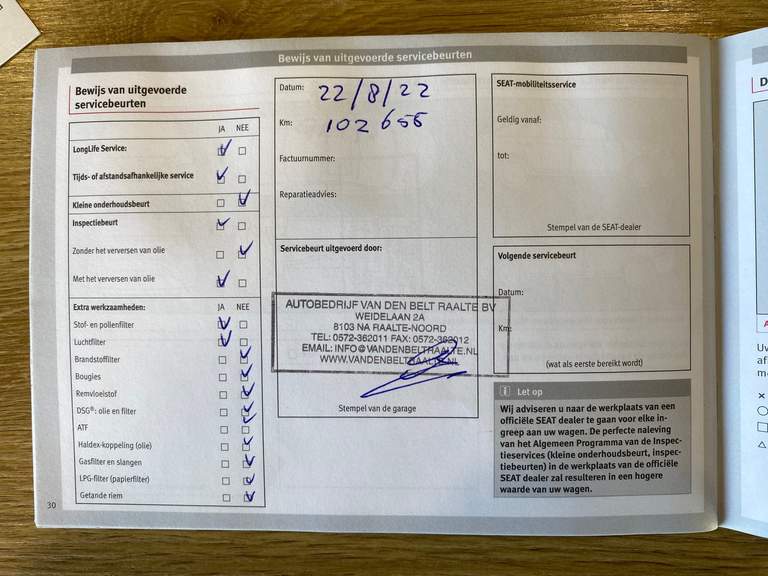 Bewijs van uitgevoerde servicebeurten
Bewijs van uitgevoerde
servicebeurten
JA NEE
LongLife Service:
Tijds- of afstandsafhankelijke service
Kleine onderhoudsbeurt
Inspectiebeurt
Zonder het verversen van olie
Met het verversen van olie
Extra werkzaamheden: JA NEE
Stof- en pollenfilter
Luchtfilter
Brandstoffilter
Bougies
Remvloeistof
DSG®: olie en filter
ATF
Haldex-koppeling (olie)
Gasfilter en slangen
LPG-filter (papierfilter)
Getande riem
30
Datum: 22/8/22
Km: 102 655
Factuurnummer:
Reparatieadvies:
Servicebeurt uitgevoerd door:
AUTOBEDRIJF VAN DEN BELT RAALTE BV
WEIDELAAN 2A
8103 NA RAALTE-NOORD
TEL: 0572-362011 FAX: 0572-362012
EMAIL: INFO@VANDENBELTRAALTE.NL
WWW.VANDENBELTRAALTE.NL
Stempel van de garage
SEAT-mobiliteitsservice
Geldig vanaf:
tot:
Stempel van de SEAT-dealer
Volgende servicebeurt
Datum:
Km:
(wat als eerste bereikt wordt)
i Let op
Wij adviseren u naar de werkplaats van een
officiële SEAT dealer te gaan voor elke in-
greep aan uw wagen. De perfecte naleving
van het Algemeen Programma van de Inspec-
tieservices (kleine onderhoudsbeurt, inspec-
tiebeurten) in de werkplaats van de officiële
SEAT dealer zal resulteren in een hogere
waarde van uw wagen.